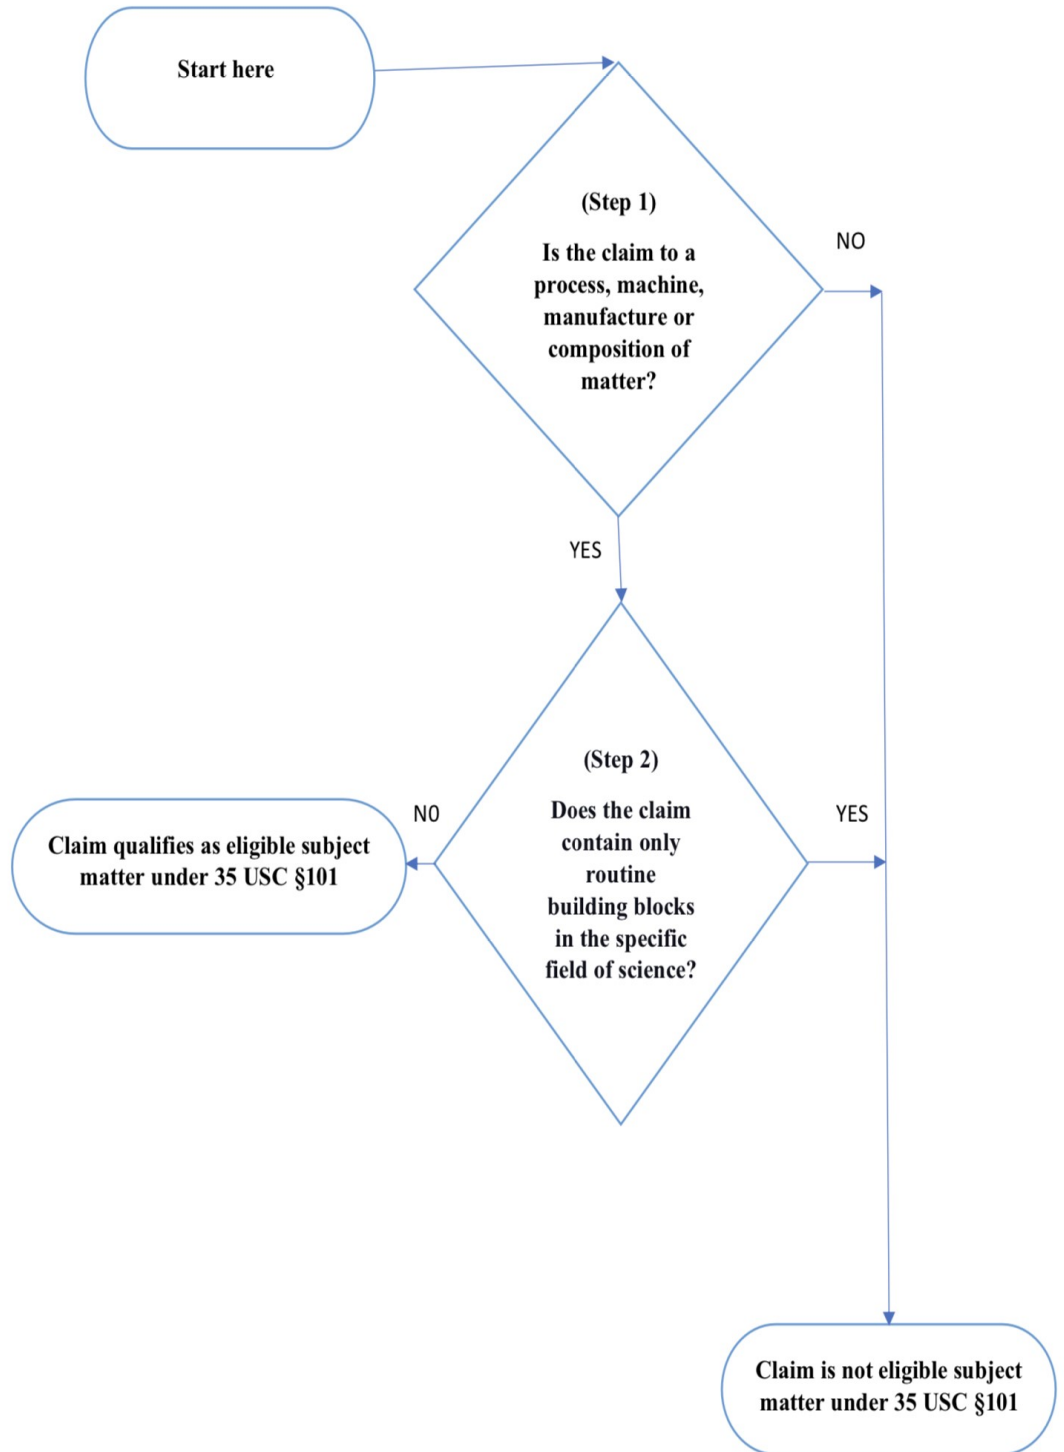 Start here
(Step 1)
Is the claim to a
process, machine,
manufacture or
composition of
matter?
NO
YES
(Step 2)
Does the claim
contain only
routine
building blocks
in the specific
field of science?
NO
YES
Claim qualifies as eligible subject
matter under 35 USC §101
Claim is not eligible subject
matter under 35 USC §101